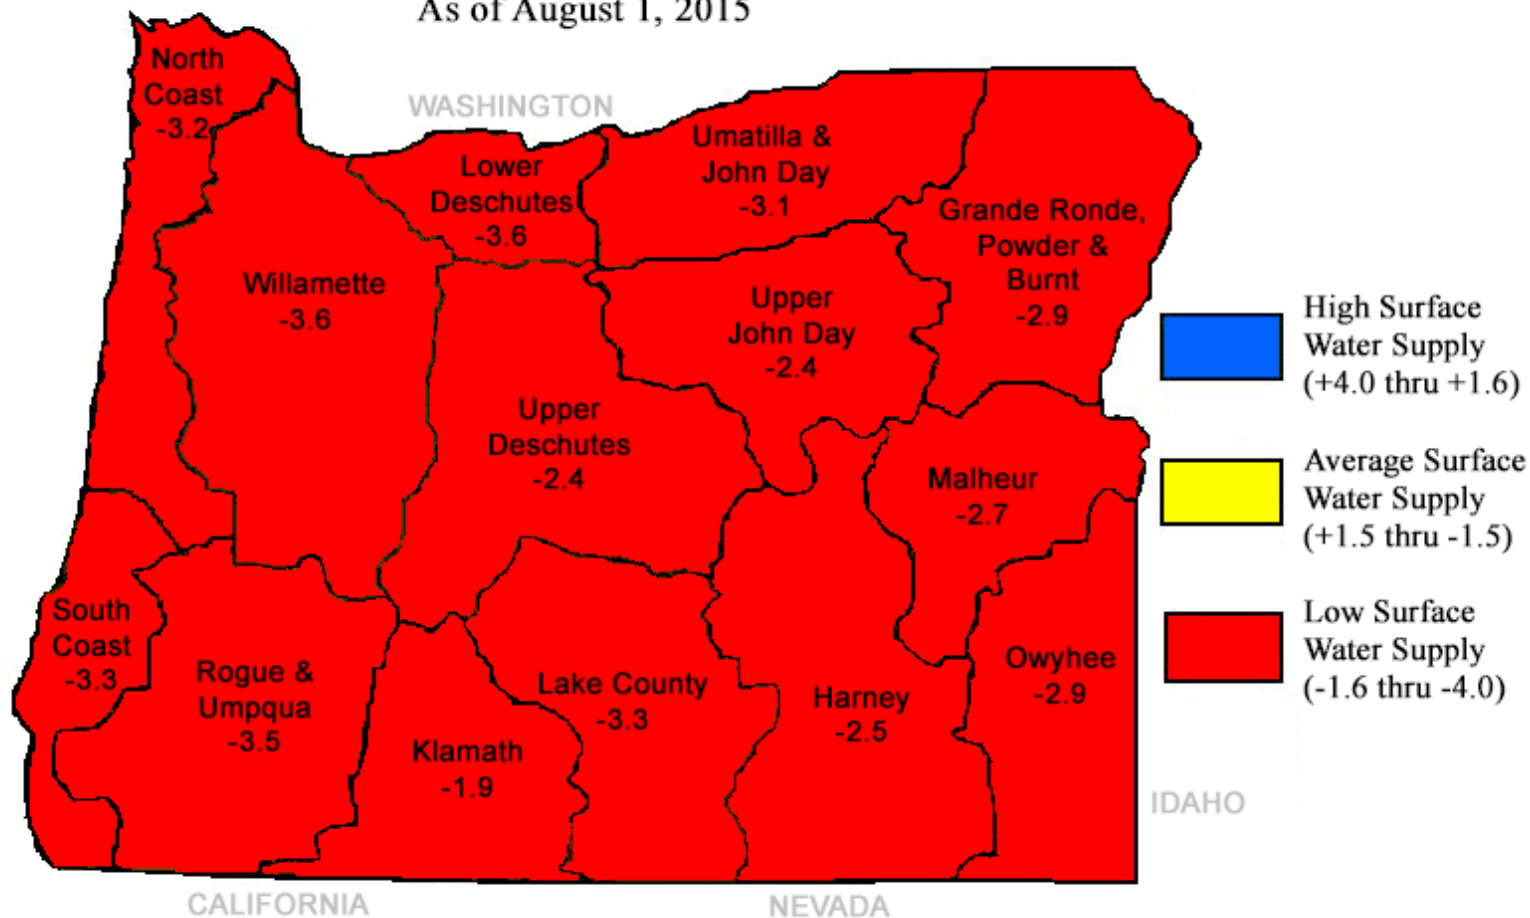 As of August 1, 2015
North
Coast
-3.2
WASHINGTON
Lower
Deschutes
-3.6
Umatilla &
John Day
-3.1
Grande Ronde,
Powder &
Burnt
-2.9
Willamette
-3.6
Upper
John Day
-2.4
Upper
Deschutes
-2.4
Malheur
-2.7
South
Coast
-3.3
Rogue &
Umpqua
-3.5
Klamath
-1.9
Lake County
-3.3
Harney
-2.5
Owyhee
-2.9
High Surface
Water Supply
(+4.0 thru +1.6)
Average Surface
Water Supply
(+1.5 thru -1.5)
Low Surface
Water Supply
(-1.6 thru -4.0)
IDAHO
CALIFORNIA
NEVADA